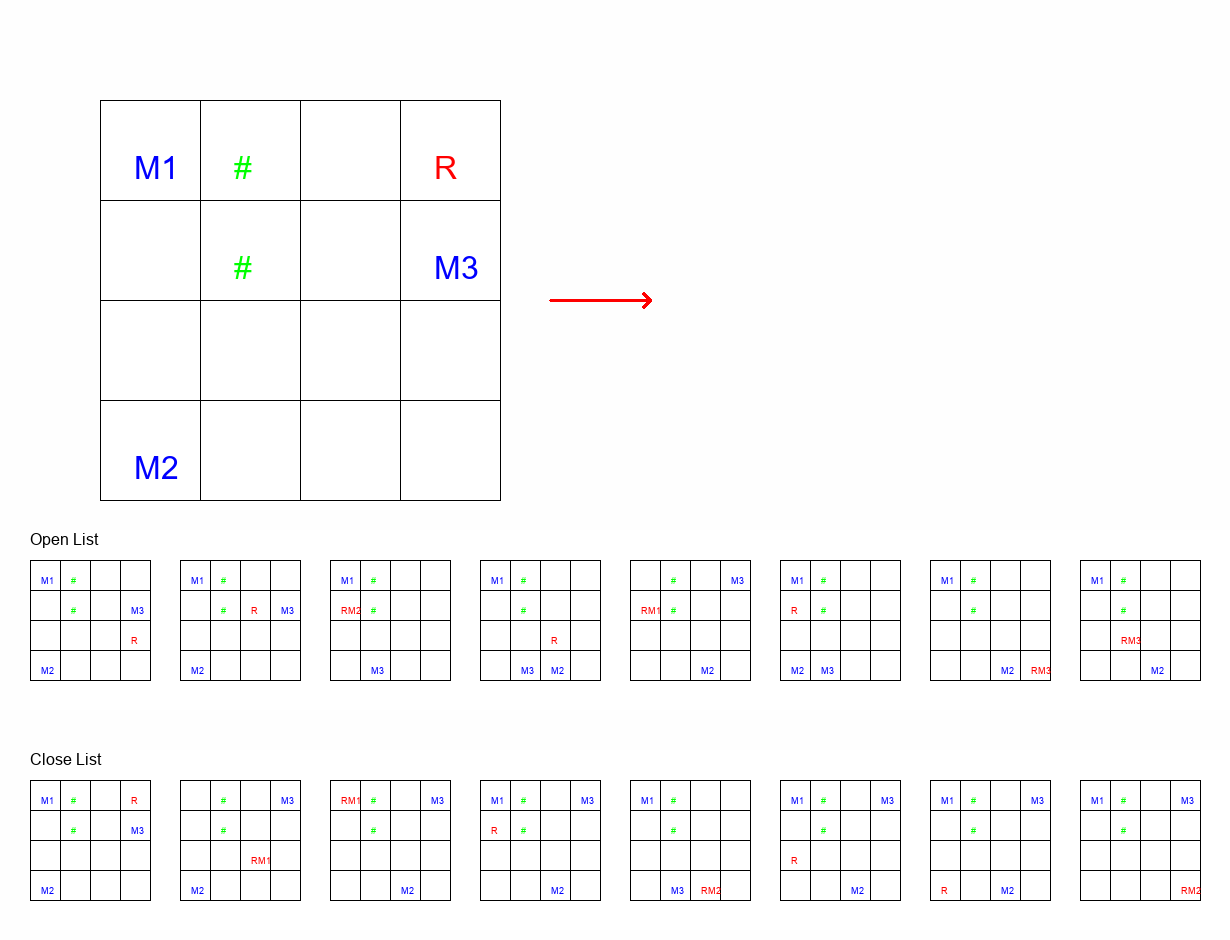 M1 # R
# M3
M2
Open List
M1 # M1 # M1 # M1 # # M3 M1 # M1 # M1 #
# M3 # R M3 RM2 # # RM1 # R # # #
R R RM3
M2 M2 M3 M3 M2 M2 M2 M3 M2 RM3 M2
Close List
M1 # R # M3 RM1 # M3 M1 # M3 M1 # M1 # M3 M1 # M3 M1 # M3
# M3 # # R # # # # #
RM1 R
M2 M2 M2 M2 M3 RM2 M2 R M2 RM2